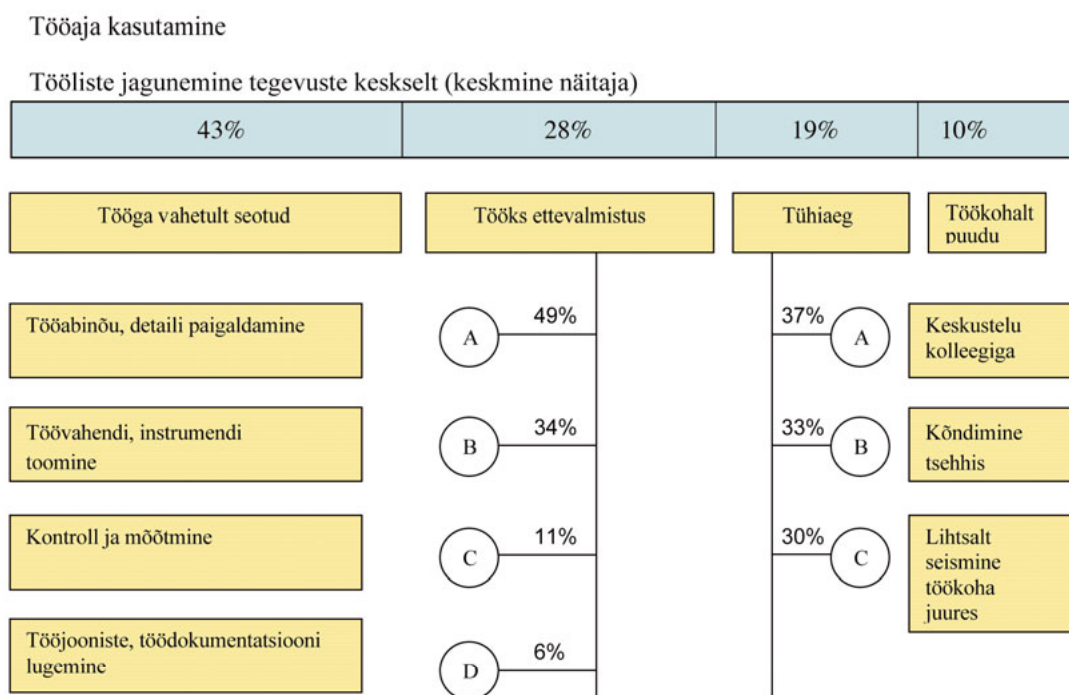 Tööaja kasutamine
Tööliste jagunemine tegevuste keskselt (keskmine näitaja)
43%
28%
19%
10%
Tööga vahetult seotud
Tööks ettevalmistus
Tühiaeg
Töökohalt
puudu
Tööabinõu, detaili paigaldamine
A
49%
37%
A
Keskustelu
kolleegiga
Töövahendi, instrumendi
toomine
B
34%
33%
B
Kõndimine
tsehhis
Kontroll ja mõõtmine
C
11%
30%
C
Lihtsalt
seismine
töökoha
juures
Tööjooniste, töödokumentatsiooni
lugemine
D
6%